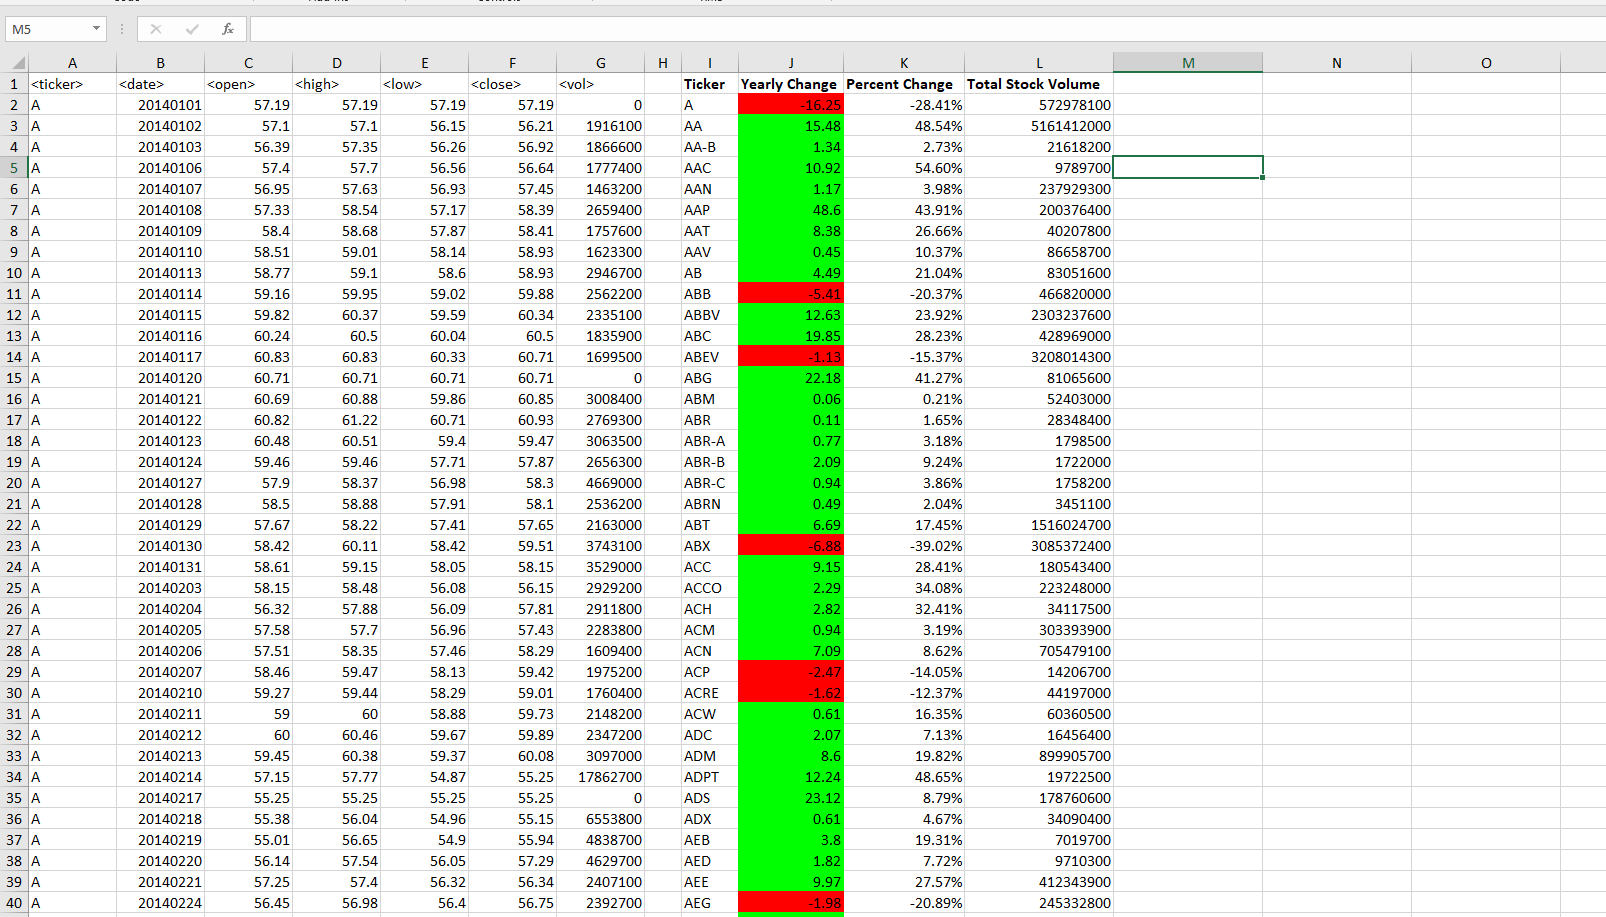 M5
fx
A B C D E F G H I J K L M N O
1 <ticker> <date> <open> <high> <low> <close> <vol> Ticker Yearly Change Percent Change Total Stock Volume
2 A 20140101 57.19 57.19 57.19 57.19 0 A -16.25 -28.41% 572978100
3 A 20140102 57.1 57.1 56.15 56.21 1916100 AA 15.48 48.54% 5161412000
4 A 20140103 56.39 57.35 56.26 56.92 1866600 AA-B 1.34 2.73% 21618200
5 A 20140106 57.4 57.7 56.56 56.64 1777400 AAC 10.92 54.60% 9789700
6 A 20140107 56.95 57.63 56.93 57.45 1463200 AAN 1.17 3.98% 237929300
7 A 20140108 57.33 58.54 57.17 58.39 2659400 AAP 48.6 43.91% 200376400
8 A 20140109 58.4 58.68 57.87 58.41 1757600 AAT 8.38 26.66% 40207800
9 A 20140110 58.51 59.01 58.14 58.93 1623300 AAV 0.45 10.37% 86658700
10 A 20140113 58.77 59.1 58.6 58.93 2946700 AB 4.49 21.04% 83051600
11 A 20140114 59.16 59.95 59.02 59.88 2562200 ABB -5.41 -20.37% 466820000
12 A 20140115 59.82 60.37 59.59 60.34 2335100 ABBV 12.63 23.92% 2303237600
13 A 20140116 60.24 60.5 60.04 60.5 1835900 ABC 19.85 28.23% 428969000
14 A 20140117 60.83 60.83 60.33 60.71 1699500 ABEV -1.13 -15.37% 3208014300
15 A 20140120 60.71 60.71 60.71 60.71 0 ABG 22.18 41.27% 81065600
16 A 20140121 60.69 60.88 59.86 60.85 3008400 ABM 0.06 0.21% 52403000
17 A 20140122 60.82 61.22 60.71 60.93 2769300 ABR 0.11 1.65% 28348400
18 A 20140123 60.48 60.51 59.4 59.47 3063500 ABR-A 0.77 3.18% 1798500
19 A 20140124 59.46 59.46 57.71 57.87 2656300 ABR-B 2.09 9.24% 1722000
20 A 20140127 57.9 58.37 56.98 58.3 4669000 ABR-C 0.94 3.86% 1758200
21 A 20140128 58.5 58.88 57.91 58.1 2536200 ABRN 0.49 2.04% 3451100
22 A 20140129 57.67 58.22 57.41 57.65 2163000 ABT 6.69 17.45% 1516024700
23 A 20140130 58.42 60.11 58.42 59.51 3743100 ABX -6.88 -39.02% 3085372400
24 A 20140131 58.61 59.15 58.05 58.15 3529000 ACC 9.15 28.41% 180543400
25 A 20140203 58.15 58.48 56.08 56.15 2929200 ACCO 2.29 34.08% 223248000
26 A 20140204 56.32 57.88 56.09 57.81 2911800 ACH 2.82 32.41% 34117500
27 A 20140205 57.58 57.7 56.96 57.43 2283800 ACM 0.94 3.19% 303393900
28 A 20140206 57.51 58.35 57.46 58.29 1609400 ACN 7.09 8.62% 705479100
29 A 20140207 58.46 59.47 58.13 59.42 1975200 ACP -2.47 -14.05% 14206700
30 A 20140210 59.27 59.44 58.29 59.01 1760400 ACRE -1.62 -12.37% 44197000
31 A 20140211 59 60 58.88 59.73 2148200 ACW 0.61 16.35% 60360500
32 A 20140212 60 60.46 59.67 59.89 2347200 ADC 2.07 7.13% 16456400
33 A 20140213 59.45 60.38 59.37 60.08 3097000 ADM 8.6 19.82% 899905700
34 A 20140214 57.15 57.77 54.87 55.25 17862700 ADPT 12.24 48.65% 19722500
35 A 20140217 55.25 55.25 55.25 55.25 0 ADS 23.12 8.79% 178760600
36 A 20140218 55.38 56.04 54.96 55.15 6553800 ADX 0.61 4.67% 34090400
37 A 20140219 55.01 56.65 54.9 55.94 4838700 AEB 3.8 19.31% 7019700
38 A 20140220 56.14 57.54 56.05 57.29 4629700 AED 1.82 7.72% 9710300
39 A 20140221 57.25 57.4 56.32 56.34 2407100 AEE 9.97 27.57% 412343900
40 A 20140224 56.45 56.98 56.4 56.75 2392700 AEG -1.98 -20.89% 245332800